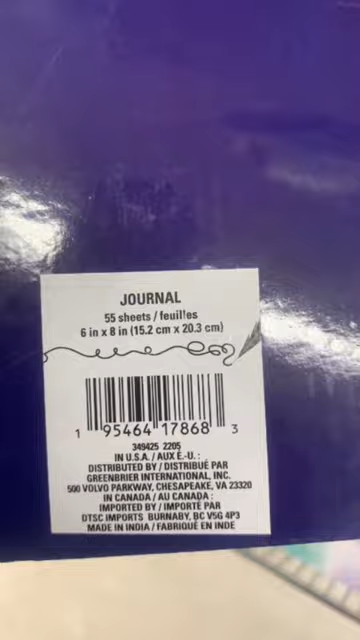 JOURNAL
55 sheets / feuilles
6 in x 8 in (15.2 cm x 20.3 cm)
1 95464 17868 3
349425 2205
IN U.S.A. / AUX É.-U. :
DISTRIBUTED BY / DISTRIBUÉ PAR
GREENBRIER INTERNATIONAL, INC.
500 VOLVO PARKWAY, CHESAPEAKE, VA 23320
IN CANADA / AU CANADA :
IMPORTED BY / IMPORTÉ PAR
DTSC IMPORTS BURNABY, BC V5G 4P3
MADE IN INDIA / FABRIQUÉ EN INDE